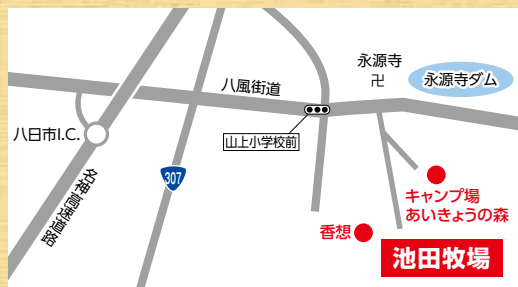 永源寺
卍
永源寺ダム
八風街道
八日市I.C.
山上小学校前
307
名神高速道路
キャンプ場
あいきょうの森
香想
池田牧場